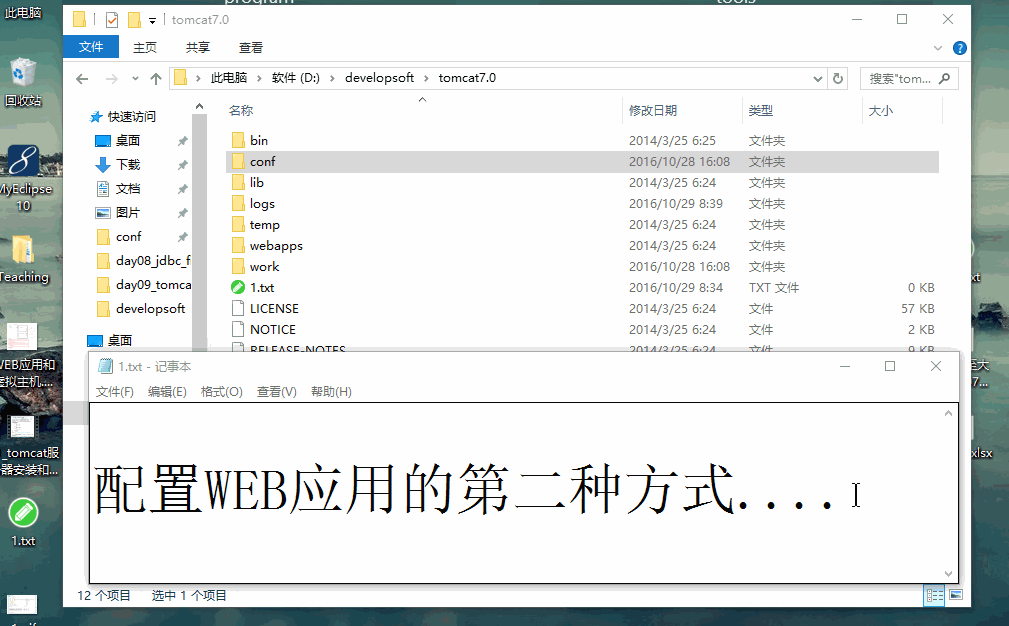 此电脑
回收站
MyEclipse
10
Teaching
WEB应用和
虚拟主机....
_tomcat服
器安装和...
1.txt
tomcat7.0
文件 主页 共享 查看
此电脑 › 软件 (D:) › developsoft › tomcat7.0
搜索"tom...
快速访问
桌面
下载
文档
图片
conf
day08_jdbc_f
day09_tomca
developsoft
桌面
名称 修改日期 类型 大小
bin 2014/3/25 6:25 文件夹
conf 2016/10/28 16:08 文件夹
lib 2014/3/25 6:24 文件夹
logs 2016/10/29 8:39 文件夹
temp 2014/3/25 6:24 文件夹
webapps 2014/3/25 6:24 文件夹
work 2016/10/28 16:08 文件夹
1.txt 2016/10/29 8:34 TXT 文件 0 KB
LICENSE 2014/3/25 6:24 文件 57 KB
NOTICE 2014/3/25 6:24 文件 2 KB
RELEASE-NOTES 2014/3/25 6:24 文件 9 KB
1.txt - 记事本
文件(F) 编辑(E) 格式(O) 查看(V) 帮助(H)
配置WEB应用的第二种方式....
12 个项目 选中 1 个项目